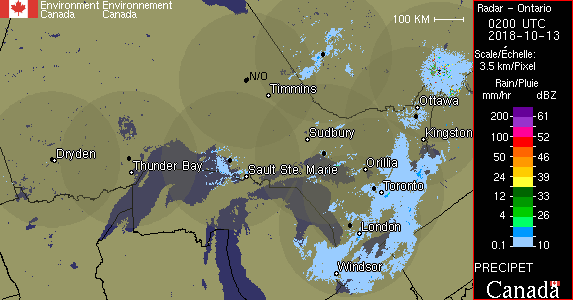 Environment Environnement
Canada Canada
100 KM
N/O
Timmins
Ottawa
Sudbury
Kingston
Dryden
Thunder Bay
Sault Ste. Marie
Orillia
Toronto
London
Windsor
Radar - Ontario
0200 UTC
2018-10-13
Scale/Échelle:
3.5 km/Pixel
Rain/Pluie
mm/hr dBZ
200 61
100 52
50 46
24 39
12 33
4 26
1 18
0.1 10
PRECIPET
Canada